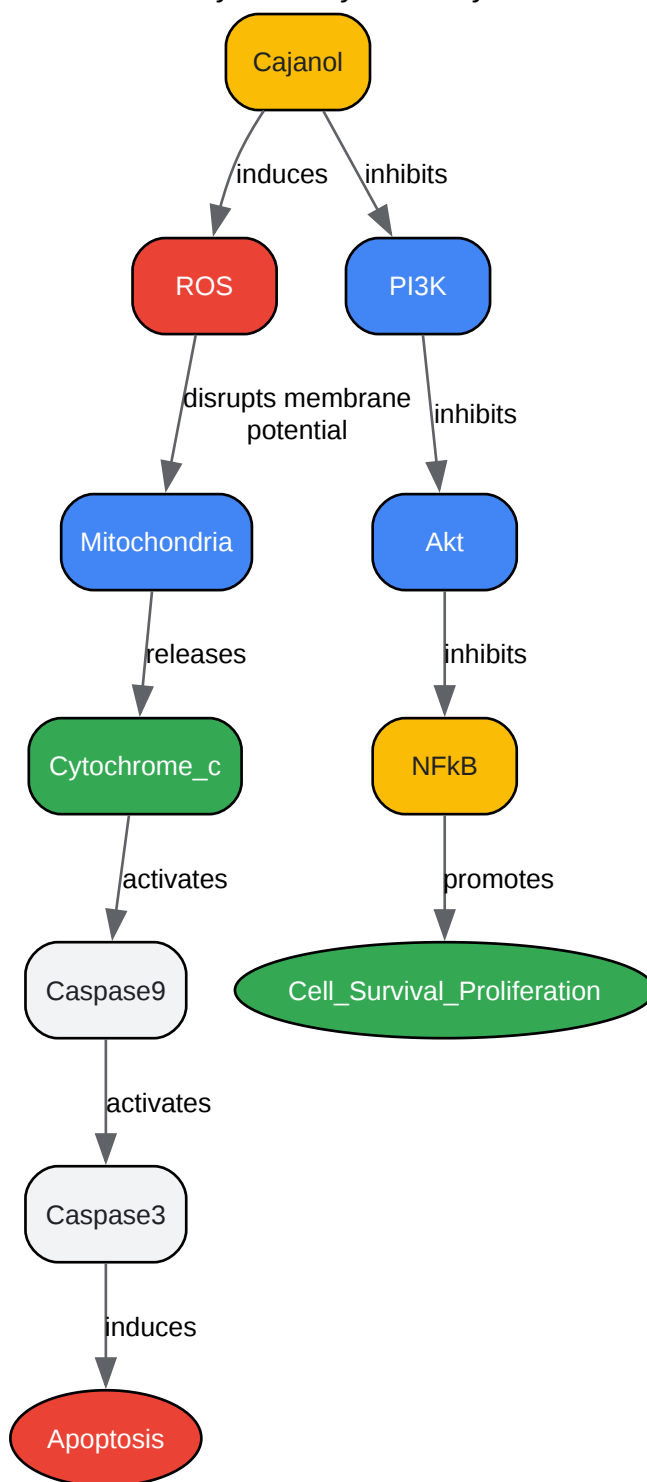 Cajanol
induces
inhibits
ROS
PI3K
disrupts membrane
potential
inhibits
Mitochondria
Akt
releases
inhibits
Cytochrome_c
NFkB
activates
promotes
Caspase9
Cell_Survival_Proliferation
activates
Caspase3
induces
Apoptosis